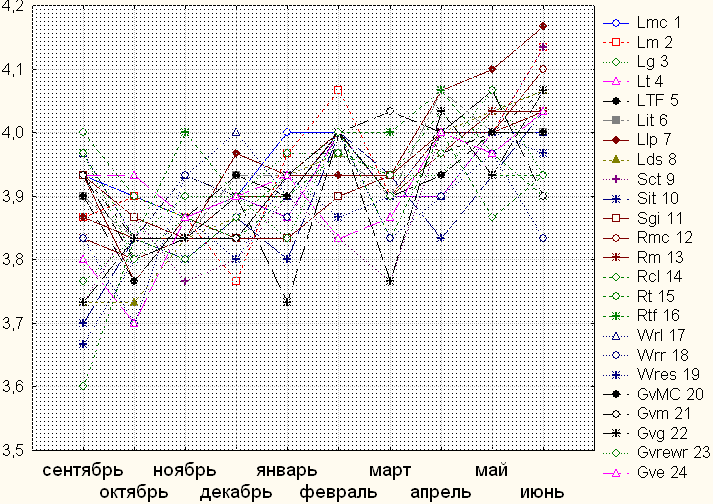 4,2
4,1
4,0
3,9
3,8
3,7
3,6
3,5
сентябрь
октябрь
ноябрь
декабрь
январь
февраль
март
апрель
май
июнь
Lmc 1
Lm 2
Lg 3
Lt 4
LTF 5
Lit 6
Llp 7
Lds 8
Sct 9
Sit 10
Sgi 11
Rmc 12
Rm 13
Rcl 14
Rt 15
Rtf 16
Wrl 17
Wrr 18
Wres 19
GvMC 20
Gvm 21
Gvg 22
Gvrewr 23
Gve 24